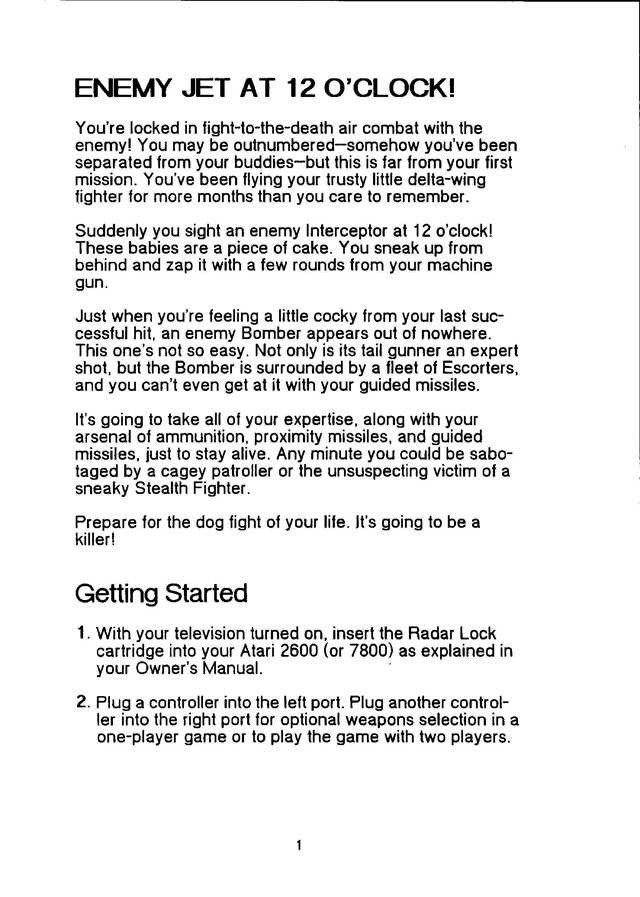 ENEMY JET AT 12 O'CLOCK!
You're locked in fight-to-the-death air combat with the
enemy! You may be outnumbered—somehow you've been
separated from your buddies—but this is far from your first
mission. You've been flying your trusty little delta-wing
fighter for more months than you care to remember.
Suddenly you sight an enemy Interceptor at 12 o'clock!
These babies are a piece of cake. You sneak up from
behind and zap it with a few rounds from your machine
gun.
Just when you're feeling a little cocky from your last suc-
cessful hit, an enemy Bomber appears out of nowhere.
This one's not so easy. Not only is its tail gunner an expert
shot, but the Bomber is surrounded by a fleet of Escorters,
and you can't even get at it with your guided missiles.
It's going to take all of your expertise, along with your
arsenal of ammunition, proximity missiles, and guided
missiles, just to stay alive. Any minute you could be sabo-
taged by a cagey patroller or the unsuspecting victim of a
sneaky Stealth Fighter.
Prepare for the dog fight of your life. It's going to be a
killer!
Getting Started
1. With your television turned on, insert the Radar Lock
cartridge into your Atari 2600 (or 7800) as explained in
your Owner's Manual.
2. Plug a controller into the left port. Plug another control-
ler into the right port for optional weapons selection in a
one-player game or to play the game with two players.
1